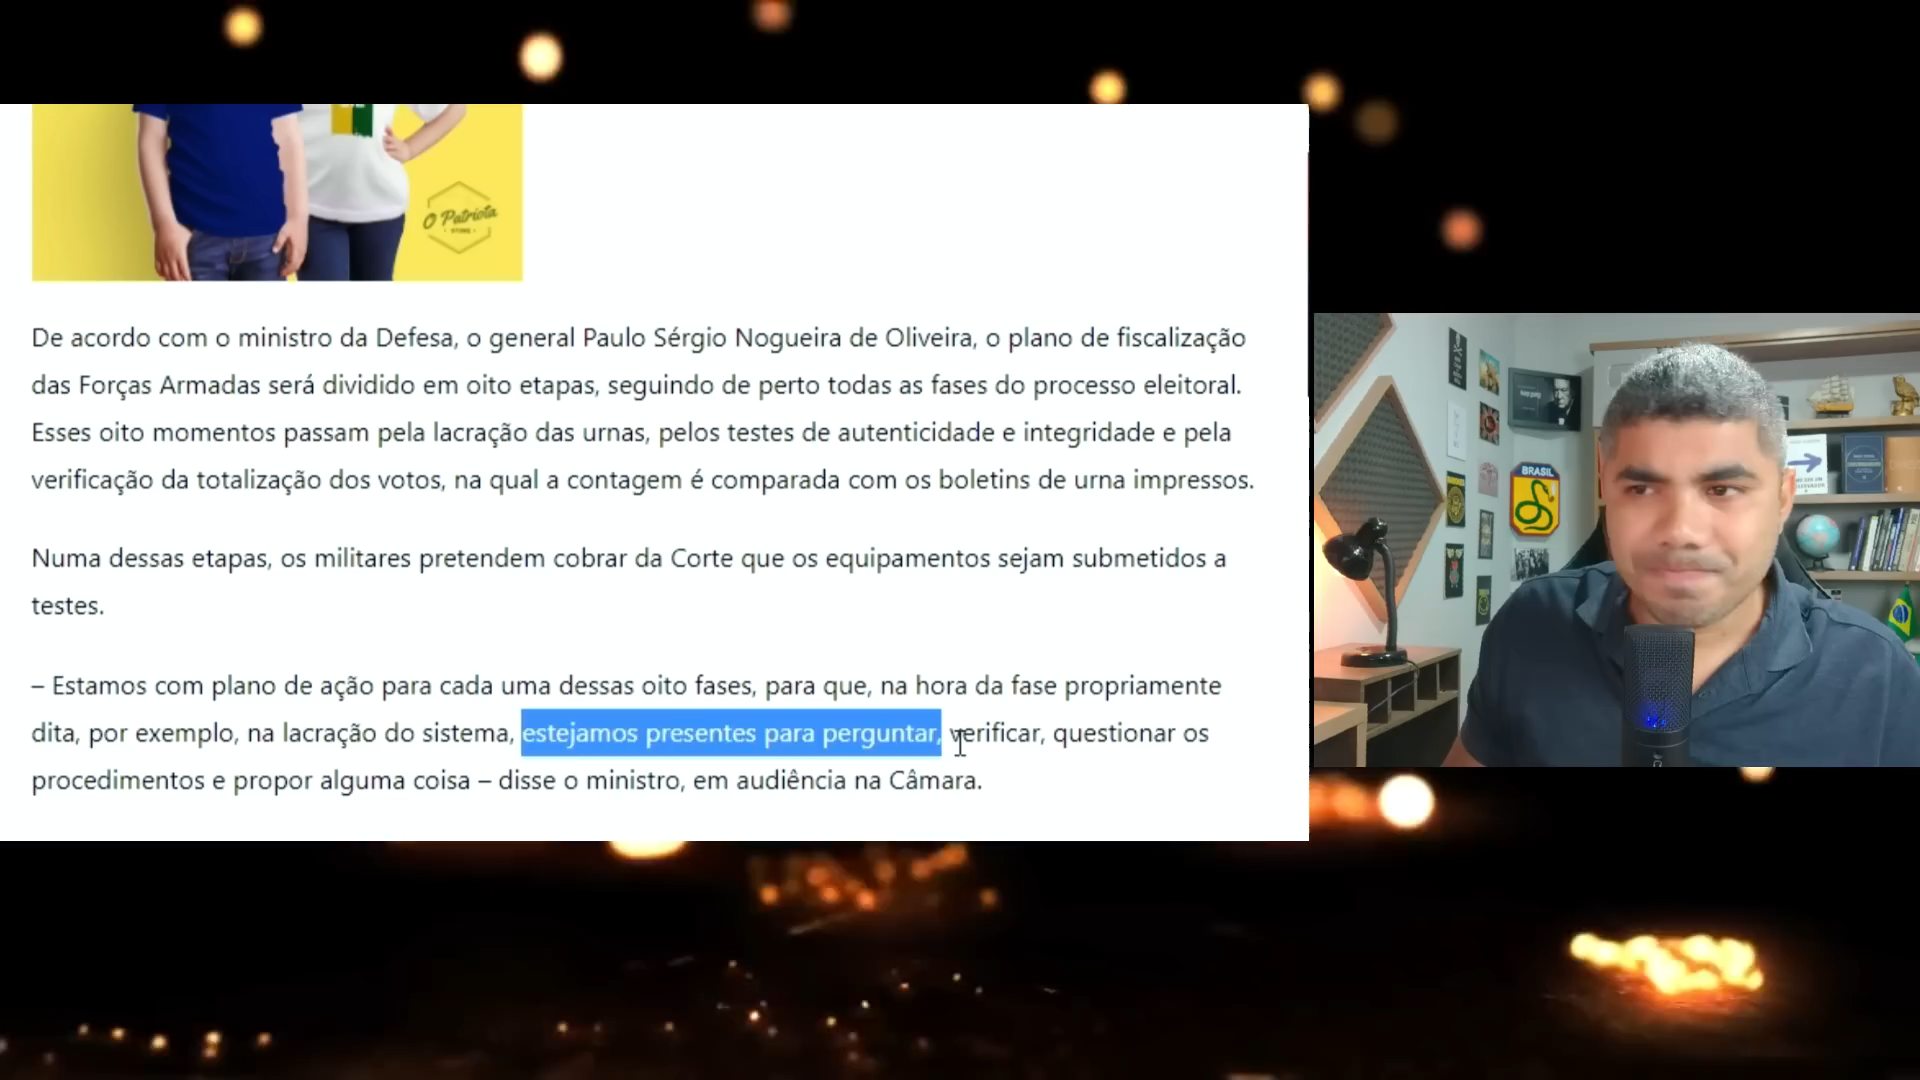 O Patriota
STORE
De acordo com o ministro da Defesa, o general Paulo Sérgio Nogueira de Oliveira, o plano de fiscalização
das Forças Armadas será dividido em oito etapas, seguindo de perto todas as fases do processo eleitoral.
Esses oito momentos passam pela lacração das urnas, pelos testes de autenticidade e integridade e pela
verificação da totalização dos votos, na qual a contagem é comparada com os boletins de urna impressos.
Numa dessas etapas, os militares pretendem cobrar da Corte que os equipamentos sejam submetidos a
testes.
– Estamos com plano de ação para cada uma dessas oito fases, para que, na hora da fase propriamente
dita, por exemplo, na lacração do sistema, estejamos presentes para perguntar, verificar, questionar os
procedimentos e propor alguma coisa – disse o ministro, em audiência na Câmara.
BRASIL